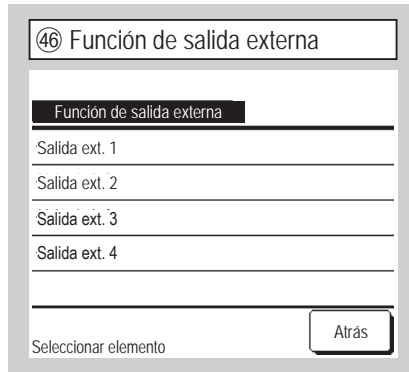 ㊻ Función de salida externa
Función de salida externa
Salida ext. 1
Salida ext. 2
Salida ext. 3
Salida ext. 4
Atrás
Seleccionar elemento